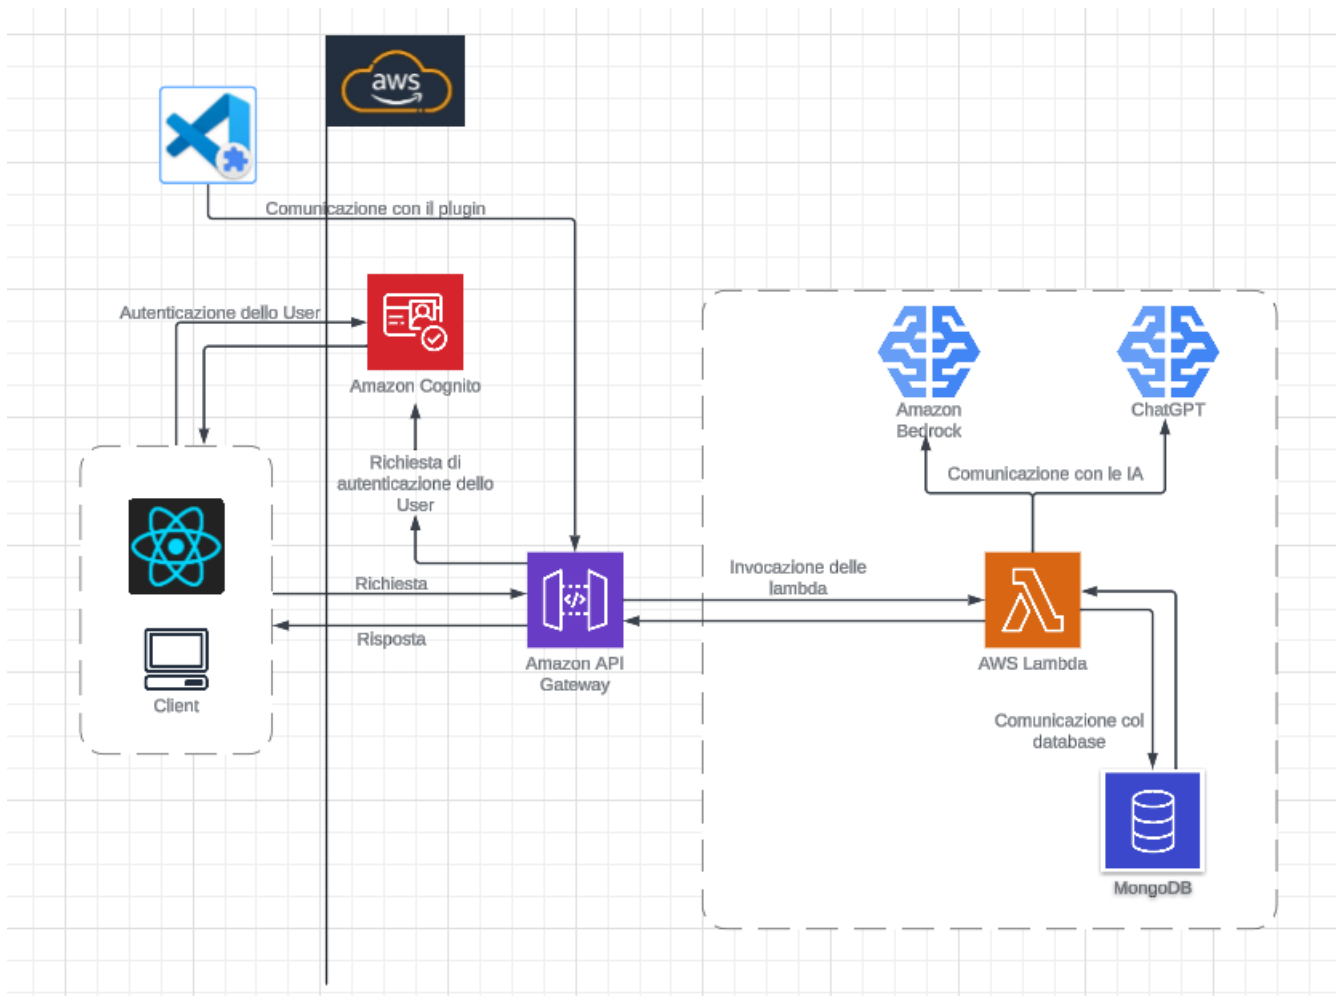 aws
Comunicazione con il plugin
Autenticazione dello User
Amazon Cognito
Richiesta di
autenticazione dello
User
Richiesta
Risposta
Client
</>
Amazon API
Gateway
Invocazione delle
lambda
Amazon
Bedrock
ChatGPT
Comunicazione con le IA
AWS Lambda
Comunicazione col
database
MongoDB